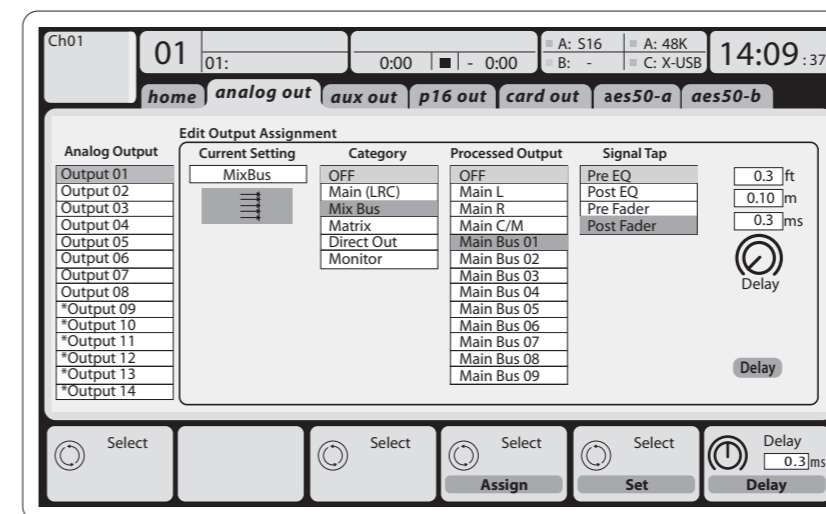 Ch01
01
01:
0:00 - 0:00
A: S16
B: -
A: 48K
C: X-USB
14:09 : 37
home
analog out
aux out
p16 out
card out
aes50-a
aes50-b
Edit Output Assignment
Analog Output
Output 01
Output 02
Output 03
Output 04
Output 05
Output 06
Output 07
Output 08
*Output 09
*Output 10
*Output 11
*Output 12
*Output 13
*Output 14
Current Setting
MixBus
Category
OFF
Main (LRC)
Mix Bus
Matrix
Direct Out
Monitor
Processed Output
OFF
Main L
Main R
Main C/M
Main Bus 01
Main Bus 02
Main Bus 03
Main Bus 04
Main Bus 05
Main Bus 06
Main Bus 07
Main Bus 08
Main Bus 09
Signal Tap
Pre EQ
Post EQ
Pre Fader
Post Fader
0.3 ft
0.10 m
0.3 ms
Delay
Delay
Select
Select
Select
Assign
Select
Set
Delay
0.3 ms
Delay